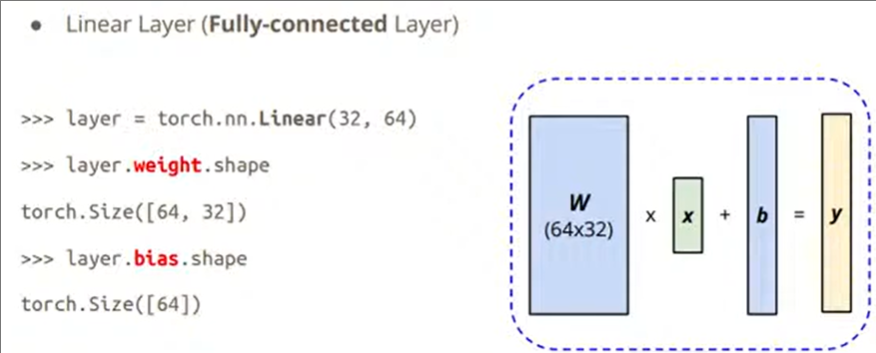 ● Linear Layer (Fully-connected Layer)
>>> layer = torch.nn.Linear(32, 64)
>>> layer.weight.shape
torch.Size([64, 32])
>>> layer.bias.shape
torch.Size([64])
W
(64x32)
x x + b = y